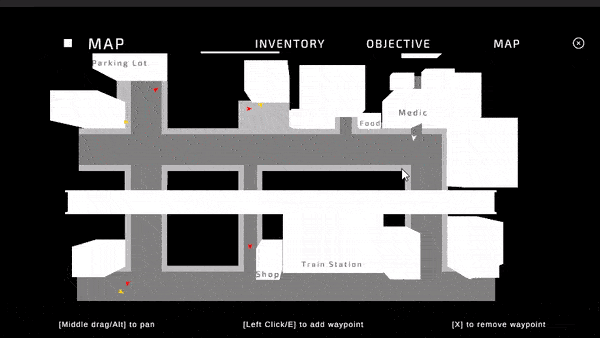 MAP INVENTORY OBJECTIVE MAP
Parking Lot
Medic
Food
Train Station
Shop
[Middle drag/Alt] to pan [Left Click/E] to add waypoint [X] to remove waypoint